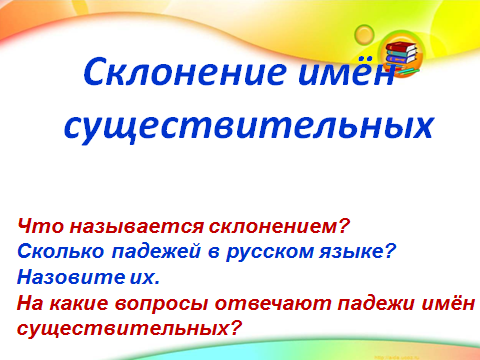 Склонение имён
существительных
Что называется склонением?
Сколько падежей в русском языке?
Назовите их.
На какие вопросы отвечают падежи имён
существительных?